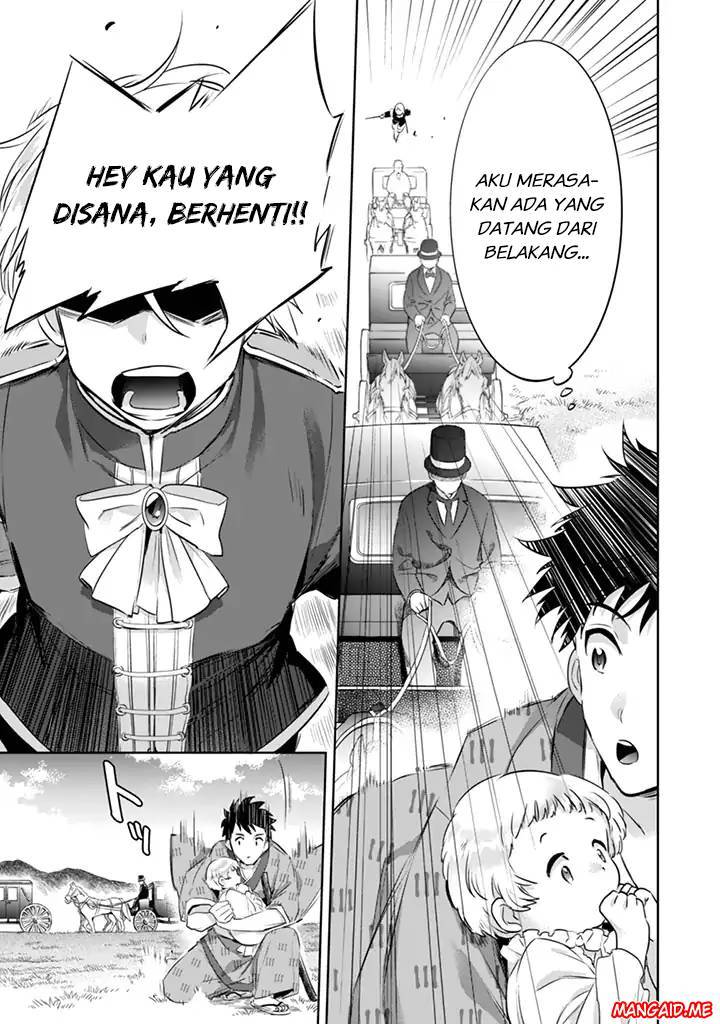 AKU MERASA-
KAN ADA YANG
DATANG DARI
BELAKANG...
HEY KAU YANG
DISANA, BERHENTI!!
トッ
MANGAID.ME